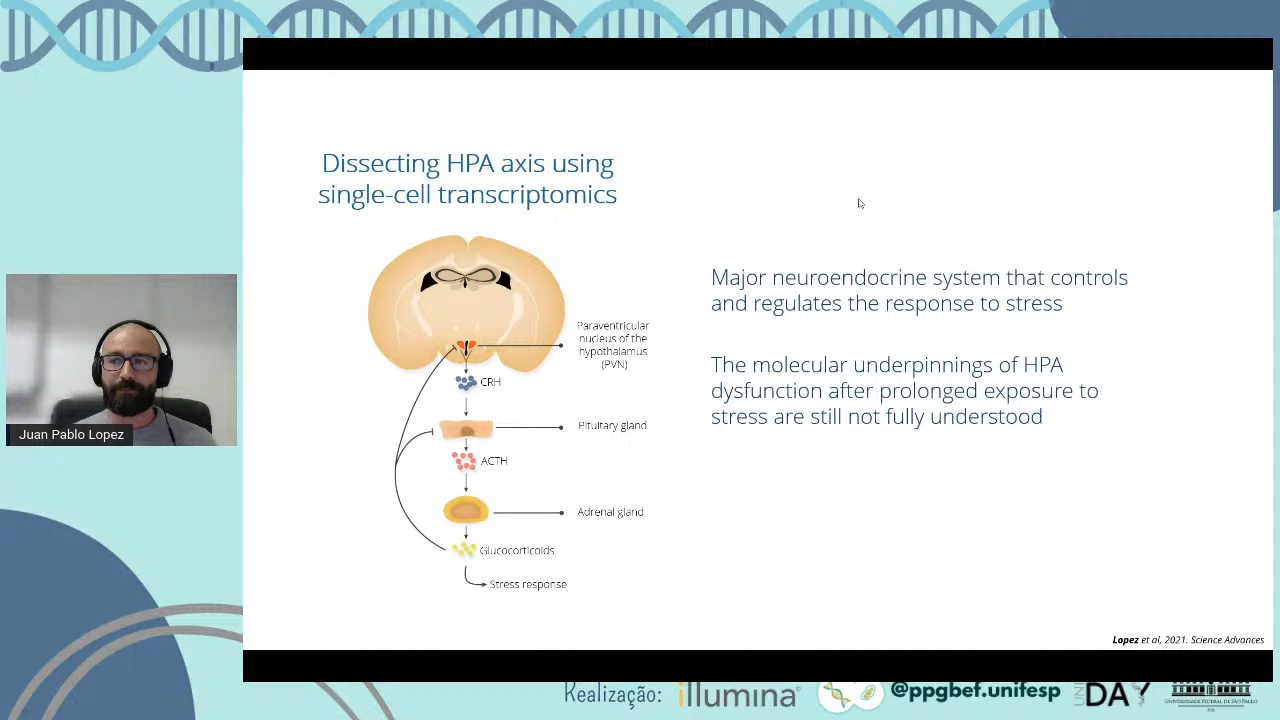 Dissecting HPA axis using
single-cell transcriptomics
Paraventricular
nucleus of the
hypothalamus
(PVN)
CRH
Pituitary gland
ACTH
Adrenal gland
Glucocorticoids
Stress response
Major neuroendocrine system that controls
and regulates the response to stress
The molecular underpinnings of HPA
dysfunction after prolonged exposure to
stress are still not fully understood
Lopez et al, 2021. Science Advances
Juan Pablo Lopez
Realização:
illumina
@ppgbef.unifesp
DAY
UNIVERSIDADE FEDERAL DE SÃO PAULO